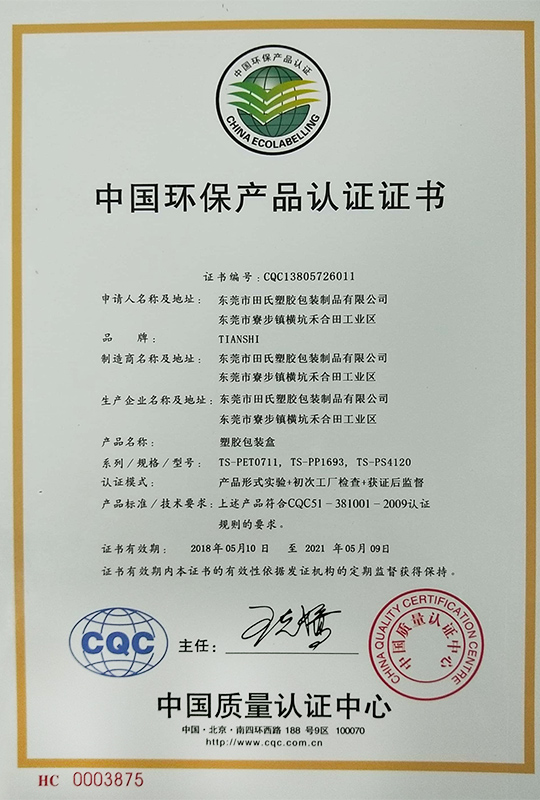 中国环保产品认证
CHINA ECOLABELLING
中国环保产品认证证书
证书编号：CQC13805726011
申请人名称及地址： 东莞市田氏塑胶包装制品有限公司
东莞市寮步镇横坑禾合田工业区
品 牌： TIANSHI
制造商名称及地址： 东莞市田氏塑胶包装制品有限公司
东莞市寮步镇横坑禾合田工业区
生产企业名称及地址： 东莞市田氏塑胶包装制品有限公司
东莞市寮步镇横坑禾合田工业区
产品名称： 塑胶包装盒
系列/规格/型号： TS-PET0711, TS-PP1693, TS-PS4120
认证模式： 产品形式实验+初次工厂检查+获证后监督
产品标准/技术要求：上述产品符合CQC51－381001－2009认证
规则的要求。
证书有效期： 2018年05月10日 至 2021年05月09日
证书有效期内本证书的有效性依据发证机构的定期监督获得保持。
CQC
主任：
CHINA QUALITY CERTIFICATION CENTRE
中国质量认证中心
中国质量认证中心
中国·北京·南四环西路 188 号9区 100070
http://www.cqc.com.cn
HC 0003875